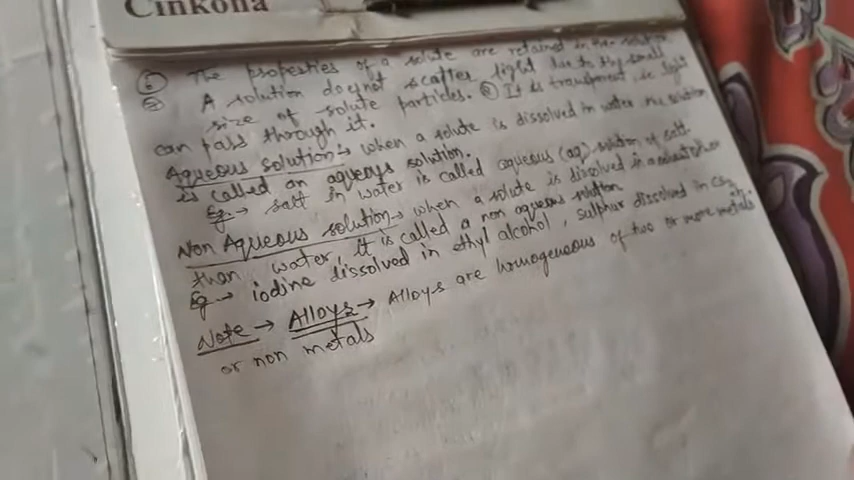 Cinkona
⑥ The properties of a solute are retained in the solution
⑤ A solution does not scatter light due to the small
size of solute particles. It is transparent ie light
can pass through it.
Aqueous solution → when a solute is dissolved in water the solution
is called an aqueous solution.
Eg → salt in water is called aqueous (aq) solution of salt.
Non Aqueous solution → when a solute is dissolved in a solvent other
than water, it is called a non aqueous solution
Eg → iodine dissolved in ethyl alcohol, sulphur dissolved in CS₂
Note → Alloys → Alloys are homogeneous of two or more metals
or non metals